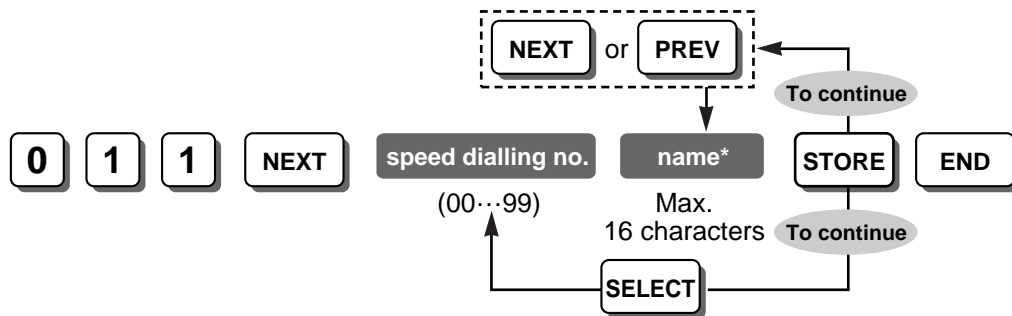 NEXT or PREV
To continue
0 1 1 NEXT speed dialling no. name* STORE END
(00···99) Max.
16 characters To continue
SELECT